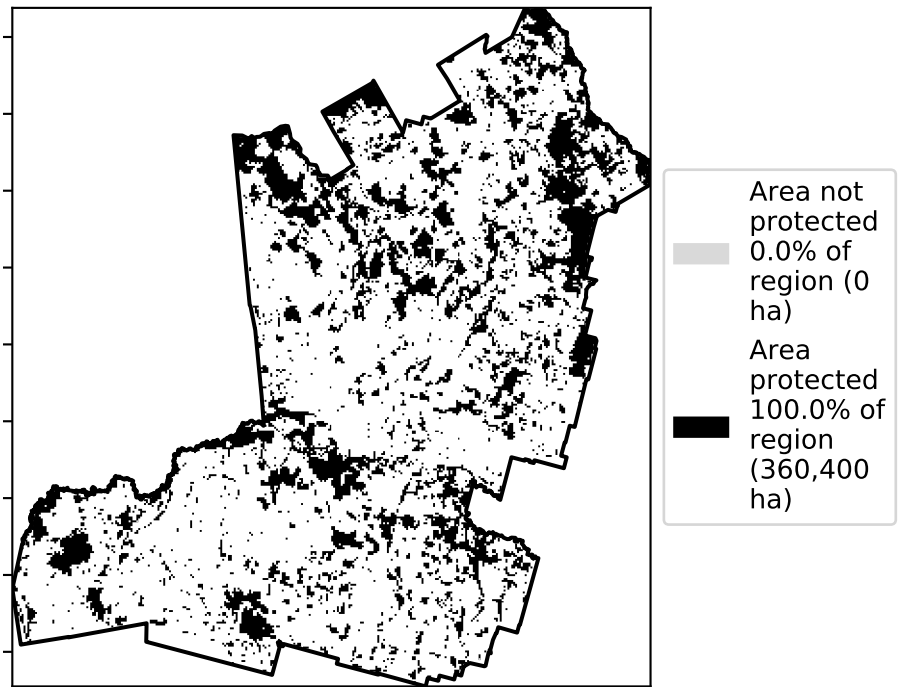 Area not
protected
0.0% of
region (0
ha)
Area
protected
100.0% of
region
(360,400
ha)